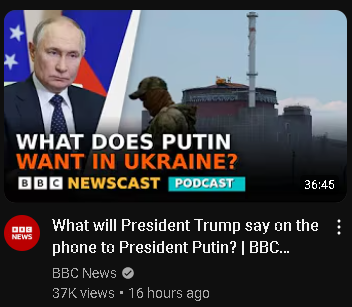 WHAT DOES PUTIN
WANT IN UKRAINE?
BBC NEWSCAST PODCAST
36:45
BBC
NEWS
What will President Trump say on the
phone to President Putin? | BBC...
BBC News
37K views • 16 hours ago